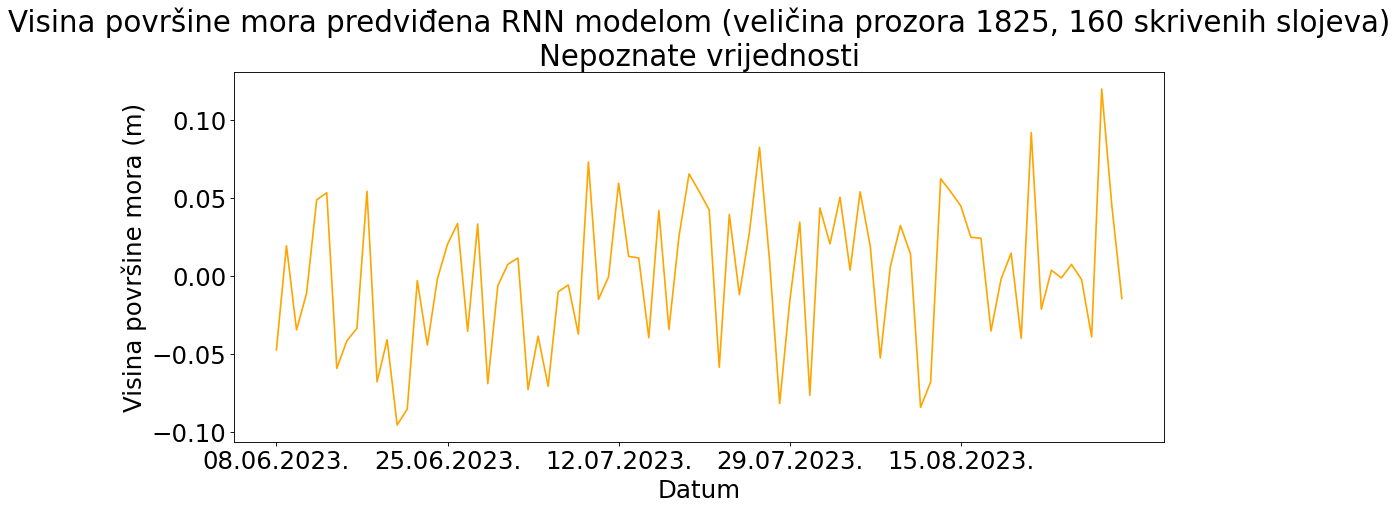 Visina površine mora predviđena RNN modelom (veličina prozora 1825, 160 skrivenih slojeva)
Nepoznate vrijednosti
Visina površine mora (m)
0.10
0.05
0.00
−0.05
−0.10
08.06.2023. 25.06.2023. 12.07.2023. 29.07.2023. 15.08.2023.
Datum